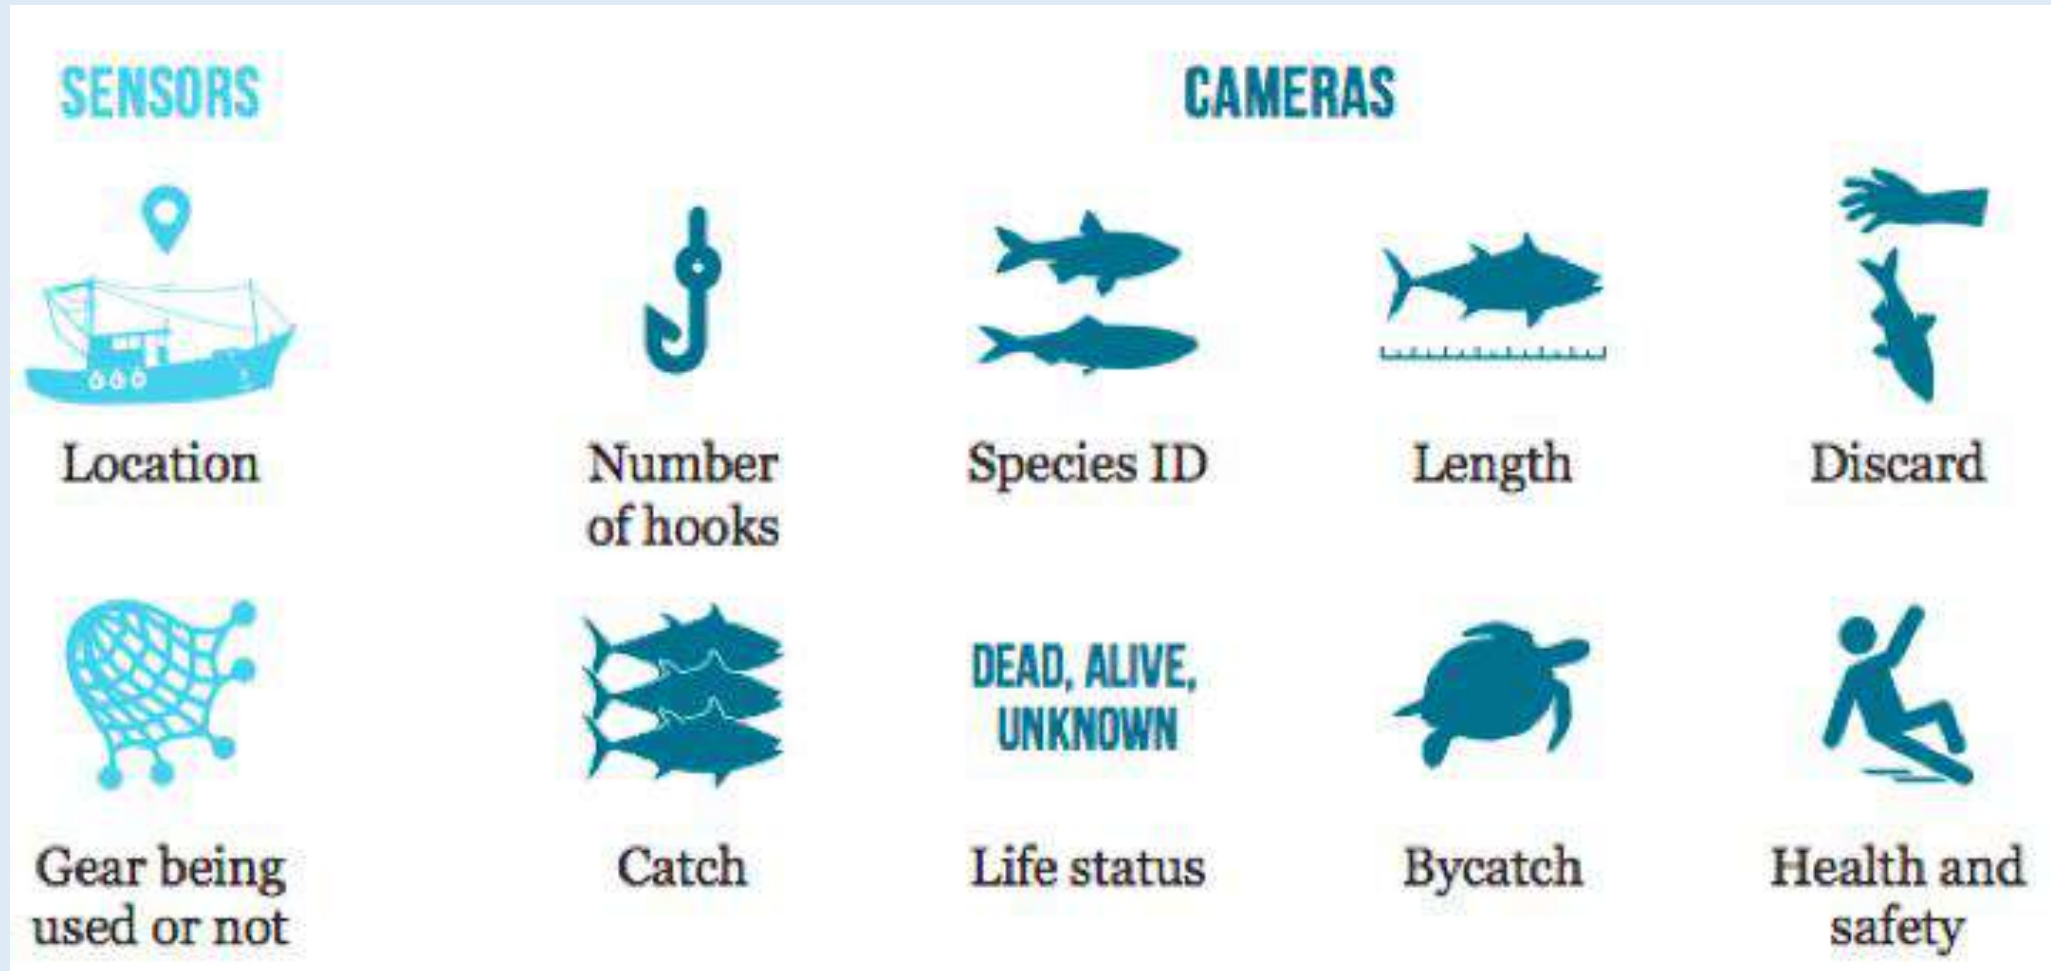 SENSORS
CAMERAS
Location
Number
of hooks
Species ID
Length
Discard
DEAD, ALIVE,
UNKNOWN
Gear being
used or not
Catch
Life status
Bycatch
Health and
safety